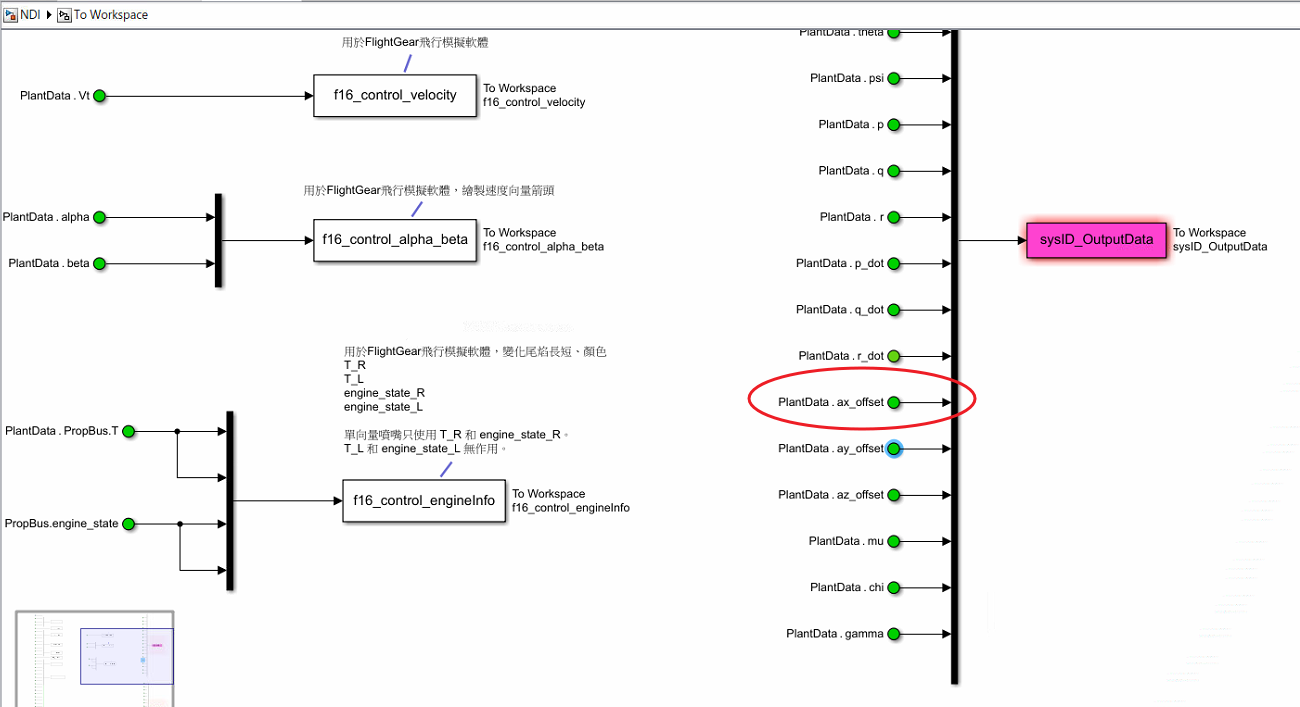 NDI
To Workspace
用於FlightGear飛行模擬軟體
PlantData . Vt
f16_control_velocity
To Workspace
f16_control_velocity
用於FlightGear飛行模擬軟體，繪製速度向量箭頭
PlantData . alpha
PlantData . beta
f16_control_alpha_beta
To Workspace
f16_control_alpha_beta
用於FlightGear飛行模擬軟體，變化尾焰長短、顏色
T_R
T_L
engine_state_R
engine_state_L
單向量噴嘴只使用 T_R 和 engine_state_R。
T_L 和 engine_state_L 無作用。
PlantData . PropBus.T
PropBus.engine_state
f16_control_engineInfo
To Workspace
f16_control_engineInfo
PlantData . theta
PlantData . psi
PlantData . p
PlantData . q
PlantData . r
PlantData . p_dot
PlantData . q_dot
PlantData . r_dot
PlantData . ax_offset
PlantData . ay_offset
PlantData . az_offset
PlantData . mu
PlantData . chi
PlantData . gamma
sysID_OutputData
To Workspace
sysID_OutputData